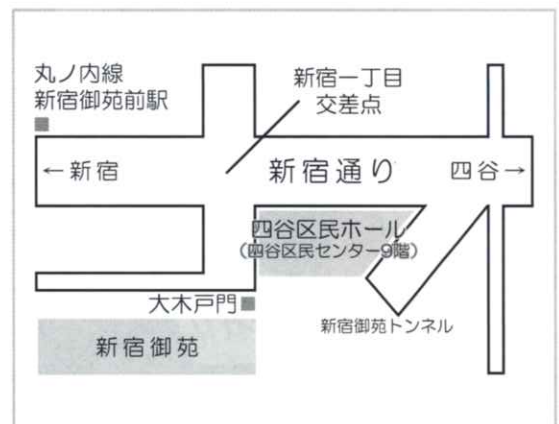 丸ノ内線
新宿御苑前駅
新宿一丁目
交差点
←新宿
新宿通り
四谷→
四谷区民ホール
(四谷区民センター9階)
大木戸門
新宿御苑トンネル
新宿御苑